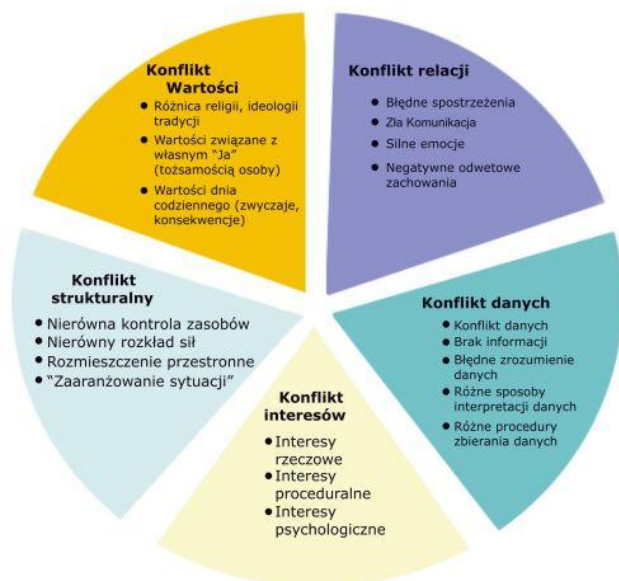 Konflikt
Wartości
• Różnica religii, ideologii
tradycji
• Wartości związane z
własnym "Ja"
(tożsamością osoby)
• Wartości dnia
codziennego (zwyczaje,
konsekwencje)
Konflikt relacji
• Błędne spostrzeżenia
• Zła Komunikacja
• Silne emocje
• Negatywne odwetowe
zachowania
Konflikt danych
• Konflikt danych
• Brak informacji
• Błędne zrozumienie
danych
• Różne sposoby
interpretacji danych
• Różne procedury
zbierania danych
Konflikt
interesów
• Interesy
rzeczowe
• Interesy
proceduralne
• Interesy
psychologiczne
Konflikt
strukturalny
• Nierówna kontrola zasobów
• Nierówny rozkład sił
• Rozmieszczenie przestronne
• "Zaaranżowanie sytuacji"